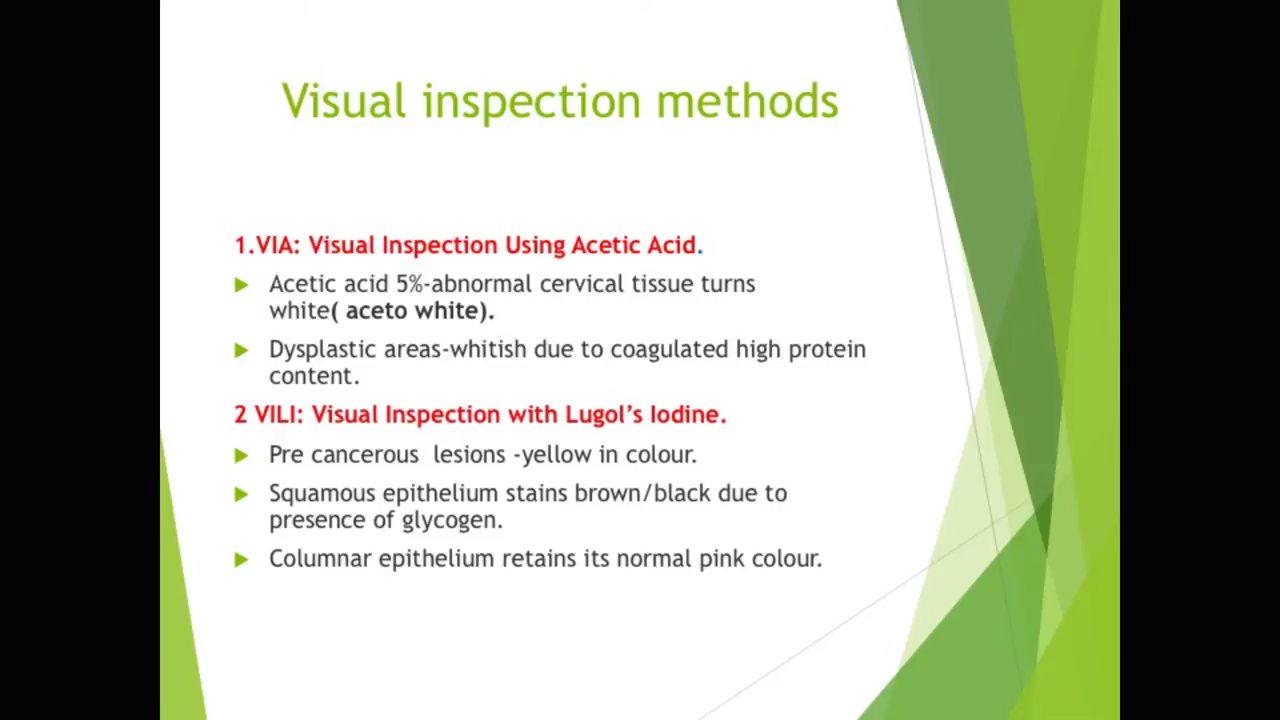 Visual inspection methods
1.VIA: Visual Inspection Using Acetic Acid.
Acetic acid 5%-abnormal cervical tissue turns
white( aceto white).
Dysplastic areas-whitish due to coagulated high protein
content.
2 VILI: Visual Inspection with Lugol’s Iodine.
Pre cancerous  lesions -yellow in colour.
Squamous epithelium stains brown/black due to
presence of glycogen.
Columnar epithelium retains its normal pink colour.